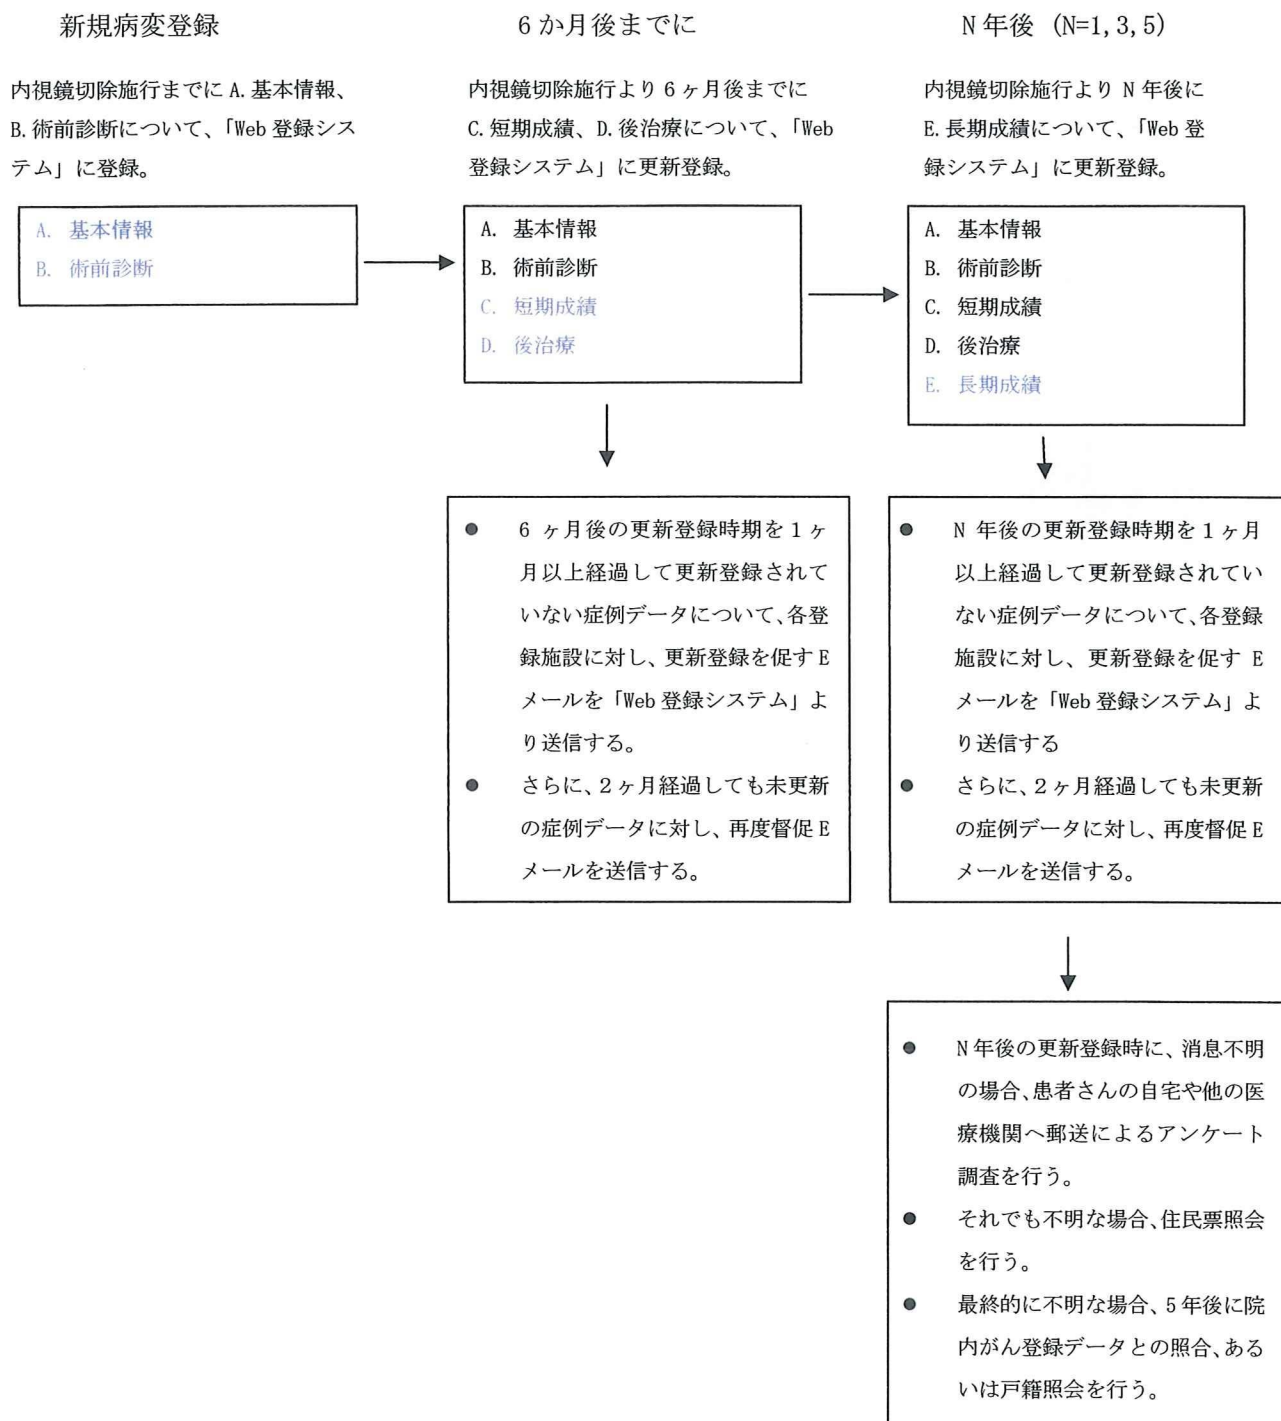 新規病変登録
内視鏡切除施行までに A.基本情報、
B.術前診断について、「Web 登録シス
テム」に登録。
A. 基本情報
B. 術前診断
6 か月後までに
内視鏡切除施行より 6 ヶ月後までに
C.短期成績、D.後治療について、「Web
登録システム」に更新登録。
A. 基本情報
B. 術前診断
C. 短期成績
D. 後治療
● 6 ヶ月後の更新登録時期を 1 ヶ
月以上経過して更新登録されて
いない症例データについて、各登
録施設に対し、更新登録を促す E
メールを「Web 登録システム」よ
り送信する。
● さらに、2 ヶ月経過しても未更新
の症例データに対し、再度督促 E
メールを送信する。
N 年後 (N=1, 3, 5)
内視鏡切除施行より N 年後に
E.長期成績について、「Web 登
録システム」に更新登録。
A. 基本情報
B. 術前診断
C. 短期成績
D. 後治療
E. 長期成績
● N 年後の更新登録時期を 1 ヶ月
以上経過して更新登録されてい
ない症例データについて、各登録
施設に対し、更新登録を促す E
メールを「Web 登録システム」よ
り送信する
● さらに、2 ヶ月経過しても未更新
の症例データに対し、再度督促 E
メールを送信する。
● N 年後の更新登録時に、消息不明
の場合、患者さんの自宅や他の医
療機関へ郵送によるアンケート
調査を行う。
● それでも不明な場合、住民票照会
を行う。
● 最終的に不明な場合、5 年後に院
内がん登録データとの照合、ある
いは戸籍照会を行う。